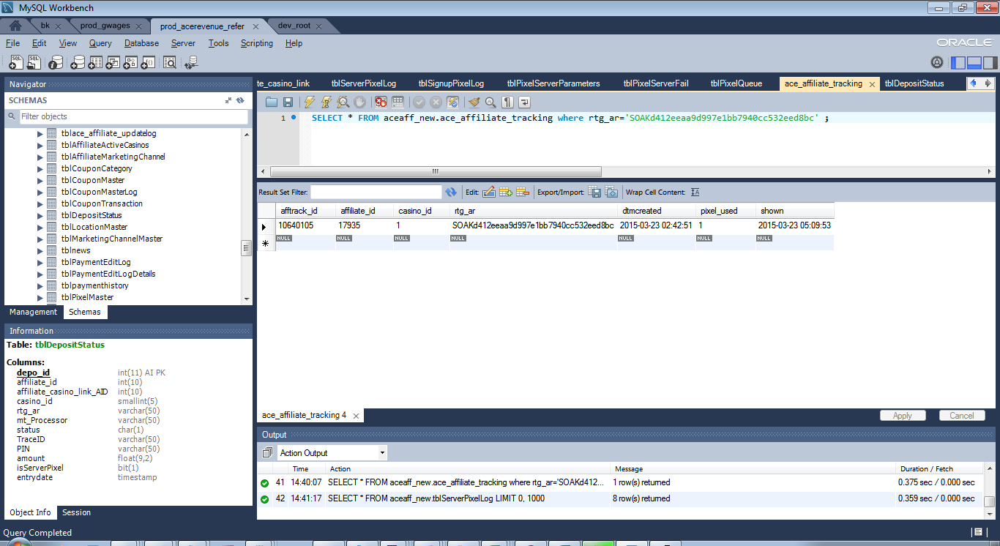 MySQL Workbench
bk prod_gwages prod_acerevenue_refer dev_root
File Edit View Query Database Server Tools Scripting Help
ORACLE
Navigator
SCHEMAS
Filter objects
tblace_affiliate_updatelog
tblAffiliateActiveCasinos
tblAffiliateMarketingChannel
tblCouponCategory
tblCouponMaster
tblCouponMasterLog
tblCouponTransaction
tblDepositStatus
tblLocationMaster
tblMarketingChannelMaster
tblnews
tblPaymentEditLog
tblPaymentEditLogDetails
tblpaymenthistory
tblPixelMaster
Management Schemas
Information
Table: tblDepositStatus
Columns:
depo_id int(11) AI PK
affiliate_id int(10)
affiliate_casino_link_AID int(10)
casino_id smallint(5)
rtg_ar varchar(50)
mt_Processor varchar(50)
status char(1)
TraceID varchar(50)
PIN varchar(50)
amount float(9,2)
isServerPixel bit(1)
entrydate timestamp
Object Info Session
te_casino_link tblServerPixelLog tblSignupPixelLog tblPixelServerParameters tblPixelServerFail tblPixelQueue ace_affiliate_tracking tblDepositStatus
1 SELECT * FROM aceaff_new.ace_affiliate_tracking where rtg_ar='SOAKd412eeaa9d997e1bb7940cc532eed8bc' ;
Result Set Filter: Edit: Export/Import: Wrap Cell Content:
afftrack_id affiliate_id casino_id rtg_ar dtmcreated pixel_used shown
10640105 17935 1 SOAKd412eeaa9d997e1bb7940cc532eed8bc 2015-03-23 02:42:51 1 2015-03-23 05:09:53
NULL NULL NULL NULL NULL NULL NULL
ace_affiliate_tracking 4
Apply Cancel
Output
Action Output
Time Action Message Duration / Fetch
41 14:40:07 SELECT * FROM aceaff_new.ace_affiliate_tracking where rtg_ar='SOAKd412... 1 row(s) returned 0.375 sec / 0.000 sec
42 14:41:17 SELECT * FROM aceaff_new.tblServerPixelLog LIMIT 0, 1000 8 row(s) returned 0.359 sec / 0.000 sec
Query Completed